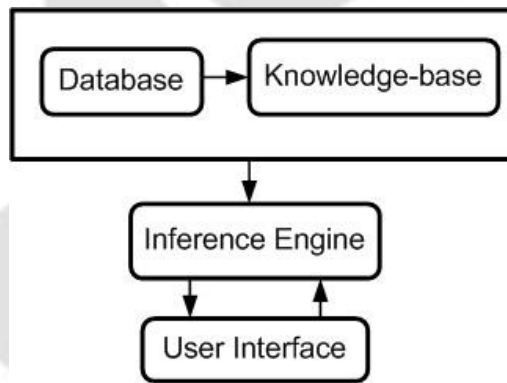 Database
Knowledge-base
Inference Engine
User Interface